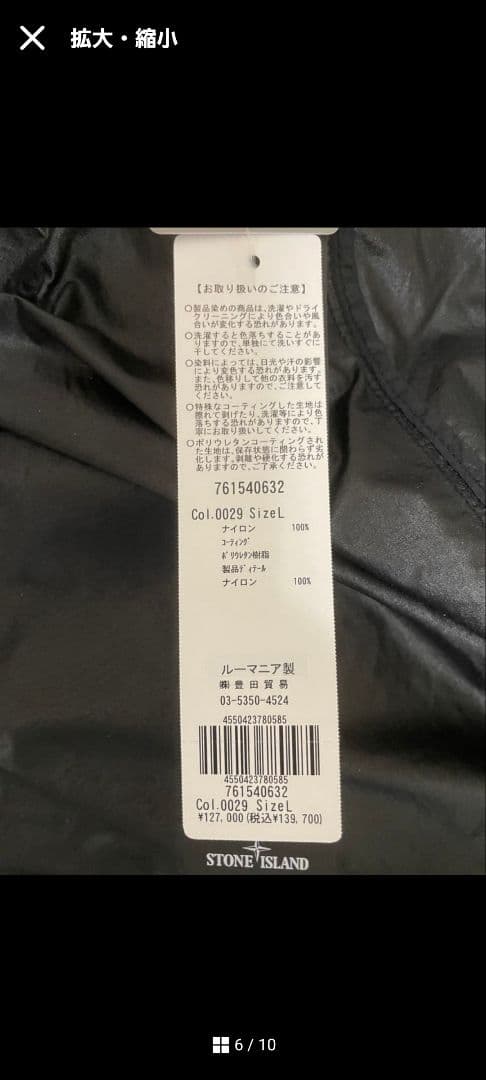 拡大・縮小
【お取り扱いのご注意】
○製品染めの商品は、洗濯やドライ
クリーニングにより色合いや風
合いが変化する恐れがあります。
○洗濯すると色落ちすることがあ
りますので、単独にて洗いすぐに
干してください。
○染料によっては、日光や汗の影響
により変色する恐れがあります。
また、色移りして他の衣料を汚す
恐れがありますので、ご注意して
ください。
○特殊なコーティングした生地は
擦れて剥げたり、洗濯等により色
落ちする恐れがありますので、丁
寧にお取り扱いしてください。
○ポリウレタンコーティングされ
た生地は、保存状態に関わらず劣
化します。剥離や硬化する恐れが
ありますので、ご了承ください。
761540632
Col.0029 SizeL
ナイロン 100%
コーティング
ポリウレタン樹脂
製品ディテール
ナイロン 100%
ルーマニア製
㈱豊田貿易
03-5350-4524
4550423780585
4550423780585
761540632
Col.0029 SizeL
¥127,000(税込¥139,700)
STONE ISLAND
6 / 10